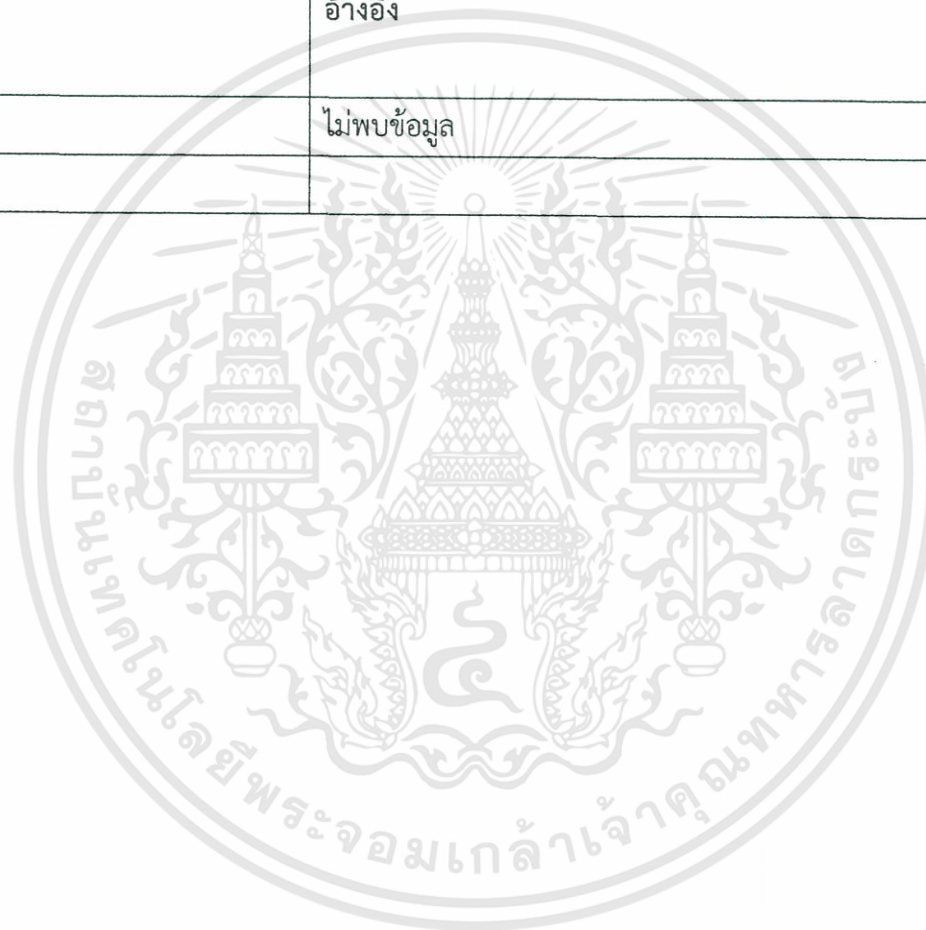 อ้างอิง
ไม่พบข้อมูล
สถาบันเทคโนโลยีพระจอมเกล้าเจ้าคุณทหารลาดกระบัง
๔